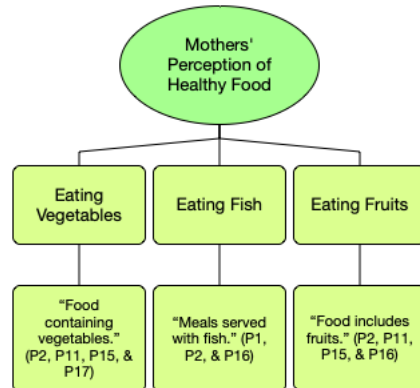 Mothers'
Perception of
Healthy Food
Eating
Vegetables
Eating Fish
Eating Fruits
“Food
containing
vegetables.”
(P2, P11, P15, &
P17)
“Meals served
with fish.” (P1,
P2, & P16)
“Food includes
fruits.” (P2, P11,
P15, & P16)